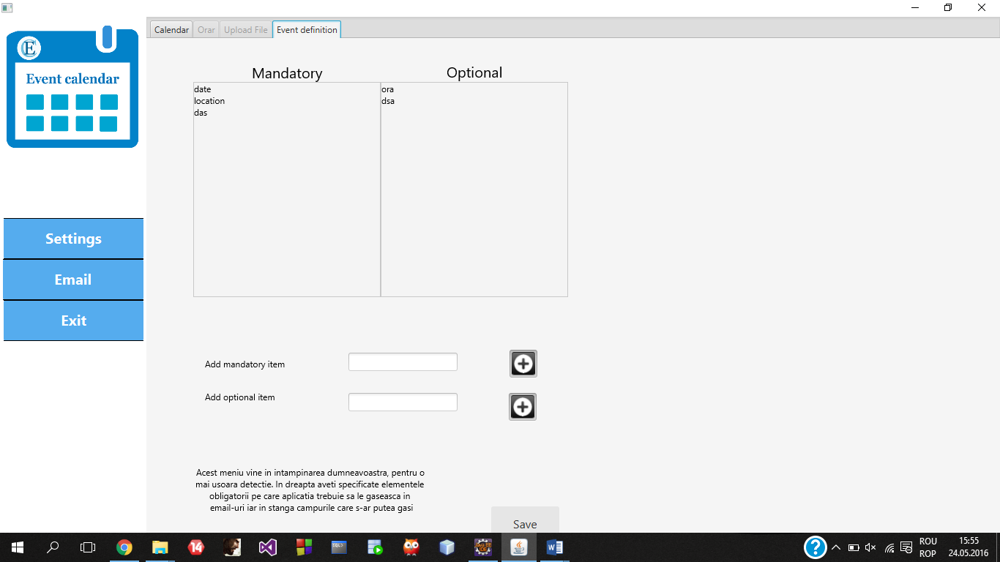 Calendar Orar Upload File Event definition
E
Event calendar
Mandatory Optional
date
location
das
ora
dsa
Settings
Email
Exit
Add mandatory item
Add optional item
Acest meniu vine in intampinarea dumneavoastra, pentru o
mai usoara detectie. In dreapta aveti specificate elementele
obligatorii pe care aplicatia trebuie sa le gaseasca in
email-uri iar in stanga campurile care s-ar putea gasi
Save
14
SQL>
EE
IDE
W
?
ROU
ROP
15:55
24.05.2016